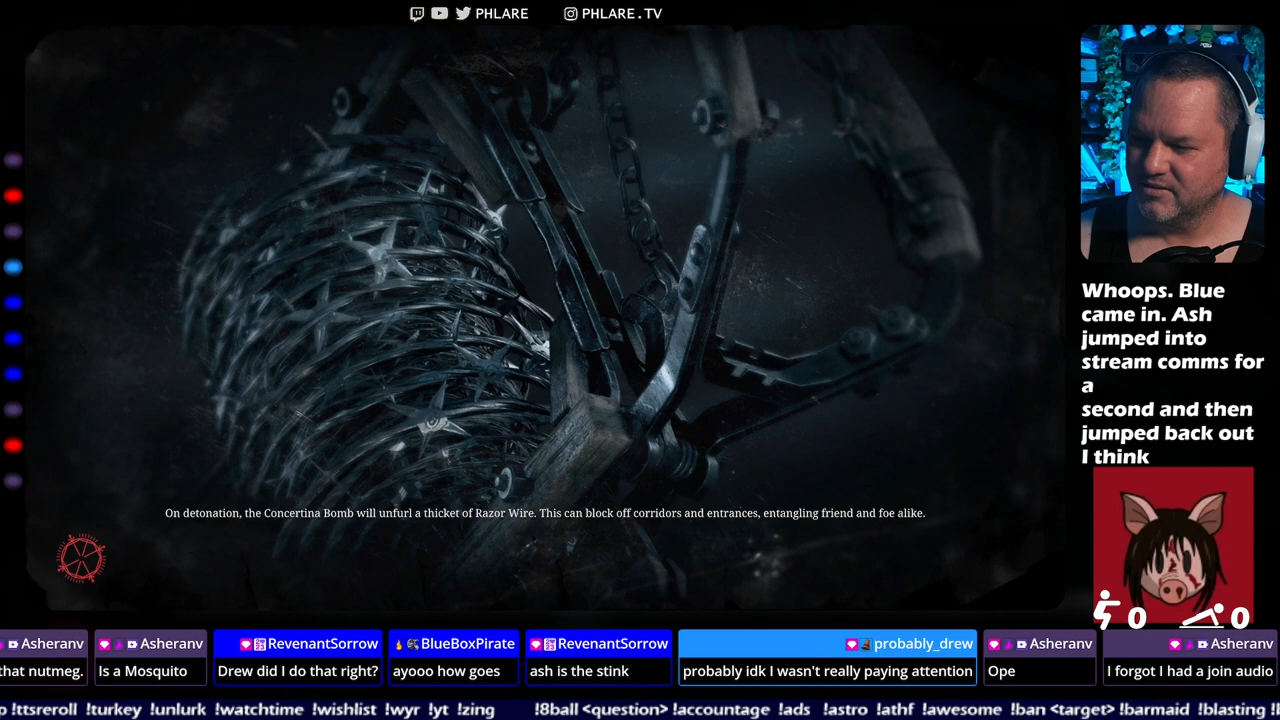 PHLARE PHLARE.TV
Whoops. Blue
came in. Ash
jumped into
stream comms for
a
second and then
jumped back out
I think
On detonation, the Concertina Bomb will unfurl a thicket of Razor Wire. This can block off corridors and entrances, entangling friend and foe alike.
0 0
Asheranv Asheranv RevenantSorrow BlueBoxPirate RevenantSorrow probably_drew Asheranv Asheranv
that nutmeg. Is a Mosquito Drew did I do that right? ayooo how goes ash is the stink probably idk I wasn't really paying attention Ope I forgot I had a join audio
p !ttsreroll !turkey !unlurk !watchtime !wishlist !wyr !yt !zing !8ball <question> !accountage !ads !astro !athf !awesome !ban <target> !barmaid !blasting